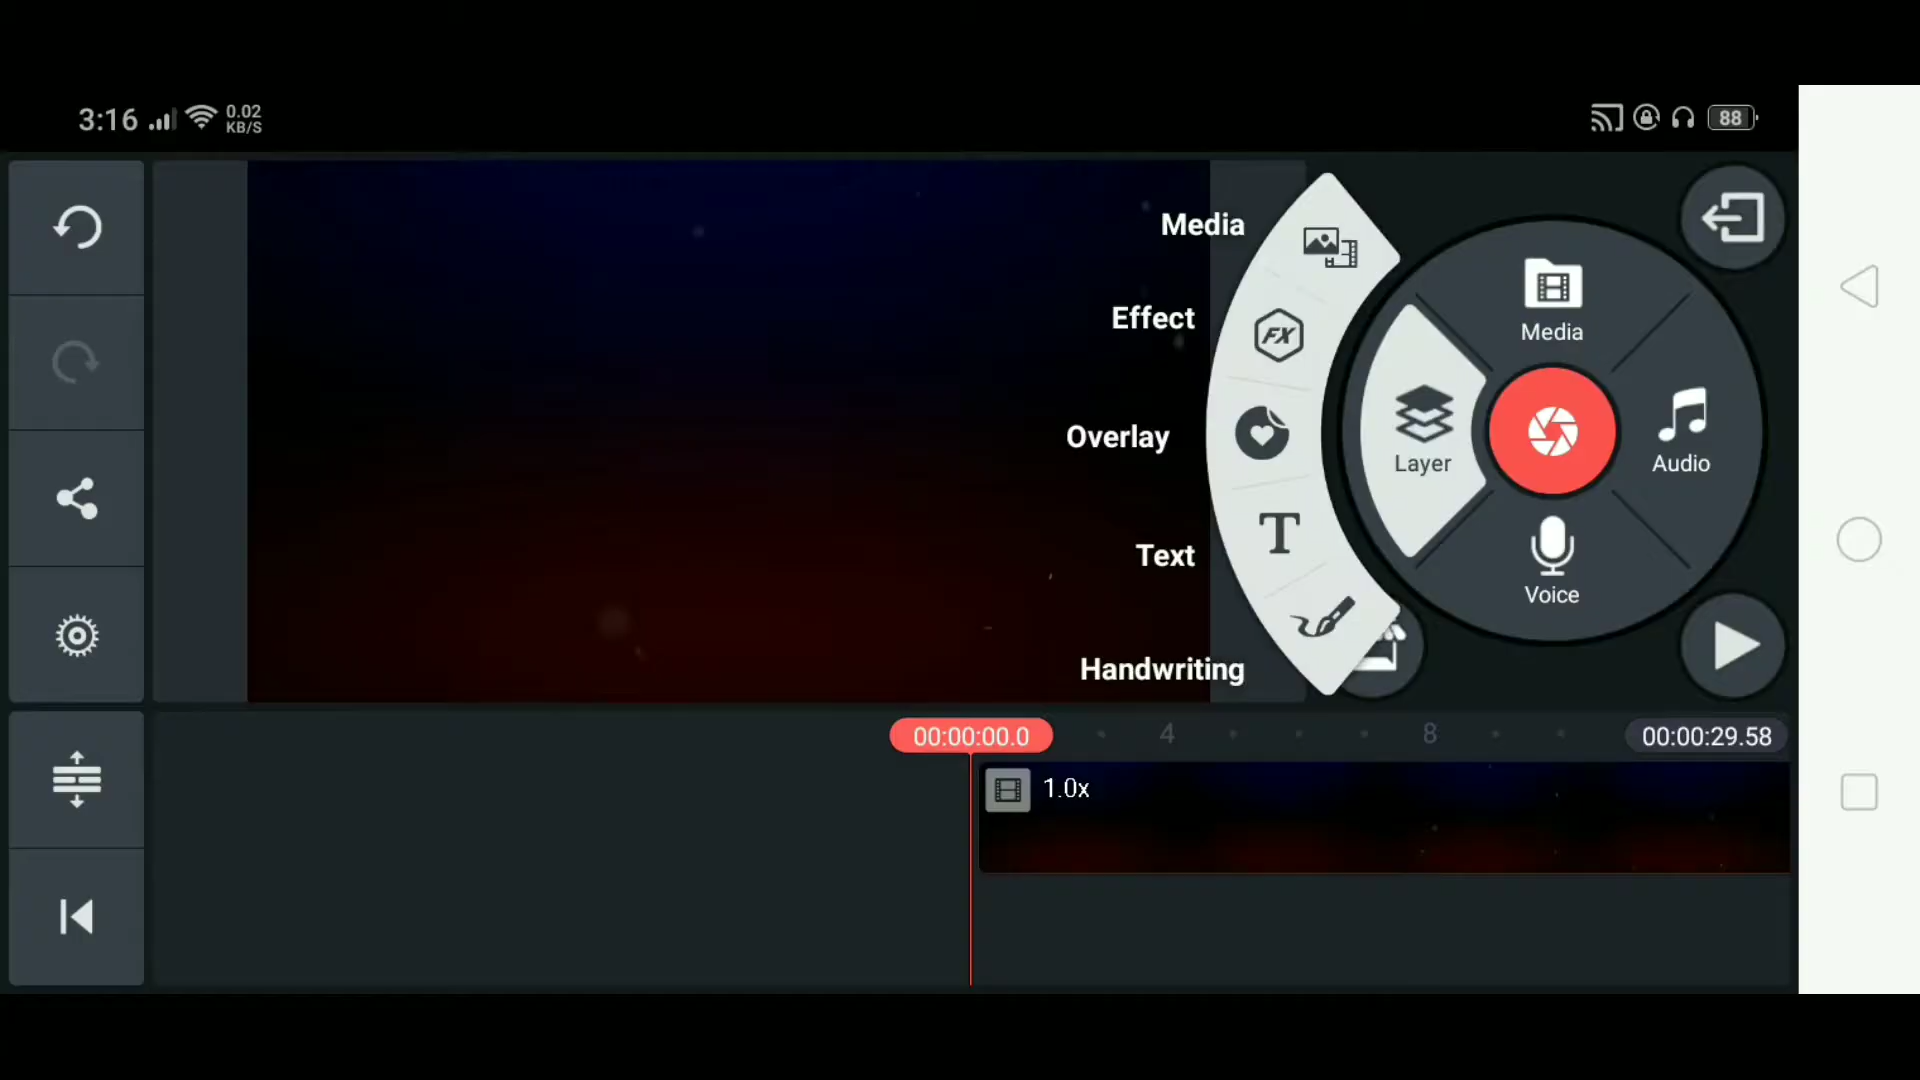 3:16
0.02
KB/S
88
Media
Effect
Overlay
Text
Handwriting
FX
T
Media
Layer
Audio
Voice
00:00:00.0
4
8
00:00:29.58
1.0x